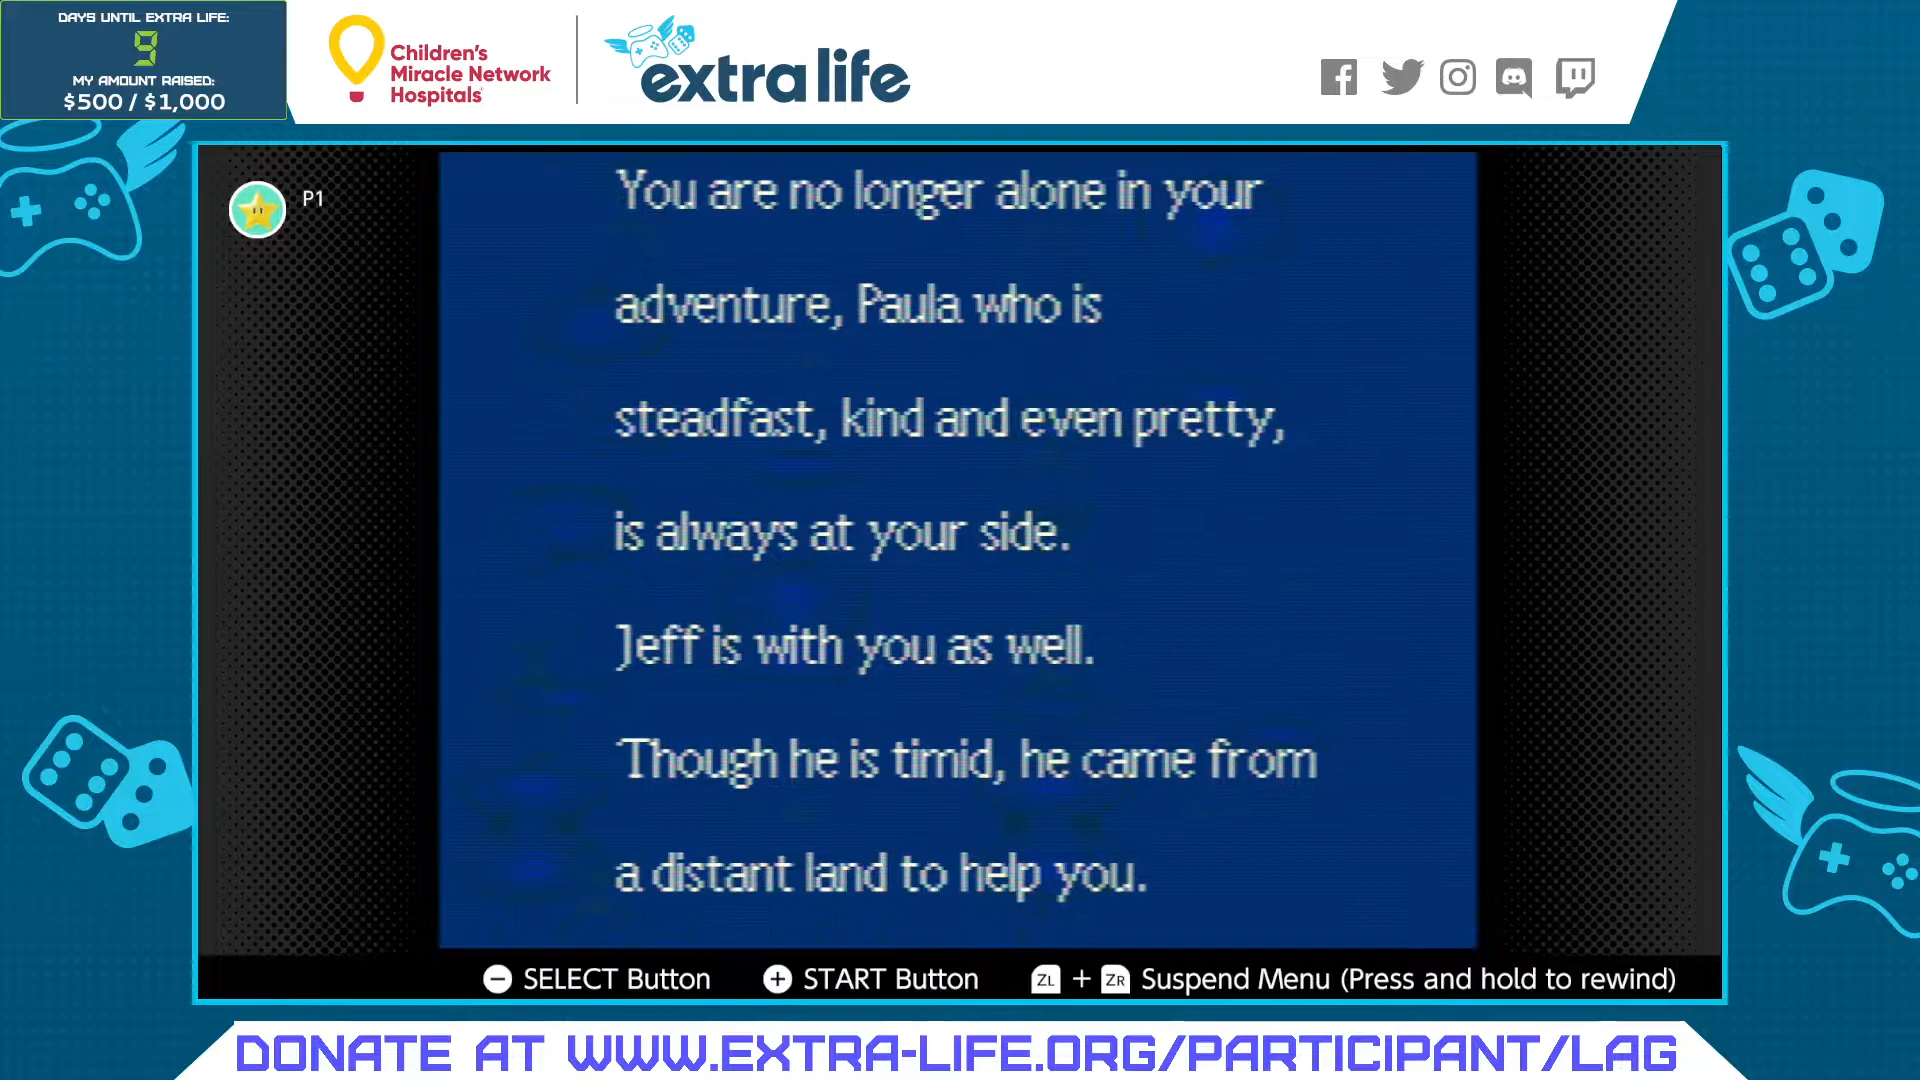 DAYS UNTIL EXTRA LIFE:
9
MY AMOUNT RAISED:
$500 / $1,000
Children's
Miracle Network
Hospitals
extra life
P1
You are no longer alone in your
adventure, Paula who is
steadfast, kind and even pretty,
is always at your side.
Jeff is with you as well.
Though he is timid, he came from
a distant land to help you.
SELECT Button START Button ZL + ZR Suspend Menu (Press and hold to rewind)
DONATE AT WWW.EXTRA-LIFE.ORG/PARTICIPANT/LAG